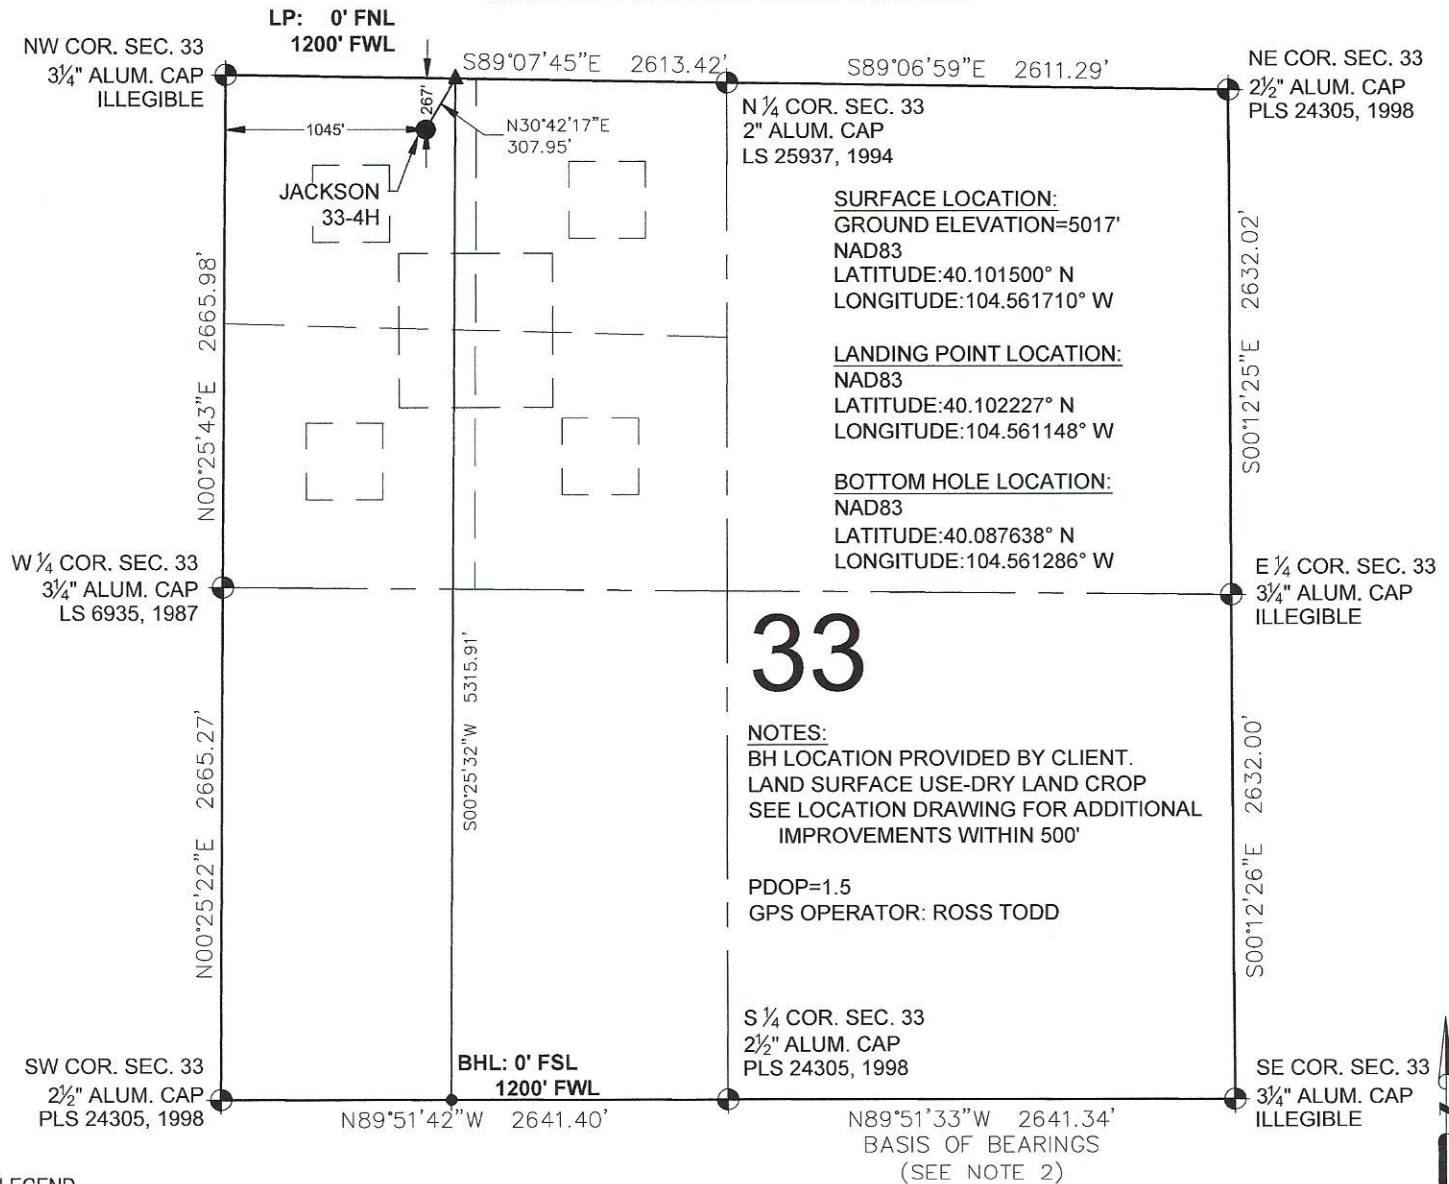 LP: 0' FNL
1200' FWL
NW COR. SEC. 33
3¼" ALUM. CAP
ILLEGIBLE
S89°07'45"E 2613.42'
S89°06'59"E 2611.29'
NE COR. SEC. 33
2½" ALUM. CAP
PLS 24305, 1998
267'
1045'
N30°42'17"E
307.95'
N ¼ COR. SEC. 33
2" ALUM. CAP
LS 25937, 1994
JACKSON
33-4H
SURFACE LOCATION:
GROUND ELEVATION=5017'
NAD83
LATITUDE:40.101500° N
LONGITUDE:104.561710° W
LANDING POINT LOCATION:
NAD83
LATITUDE:40.102227° N
LONGITUDE:104.561148° W
BOTTOM HOLE LOCATION:
NAD83
LATITUDE:40.087638° N
LONGITUDE:104.561286° W
N00°25'43"E 2665.98'
S00°12'25"E 2632.02'
W ¼ COR. SEC. 33
3¼" ALUM. CAP
LS 6935, 1987
E ¼ COR. SEC. 33
3¼" ALUM. CAP
ILLEGIBLE
33
S00°25'32"W 5315.91'
N00°25'22"E 2665.27'
S00°12'26"E 2632.00'
NOTES:
BH LOCATION PROVIDED BY CLIENT.
LAND SURFACE USE-DRY LAND CROP
SEE LOCATION DRAWING FOR ADDITIONAL
IMPROVEMENTS WITHIN 500'
PDOP=1.5
GPS OPERATOR: ROSS TODD
S ¼ COR. SEC. 33
2½" ALUM. CAP
PLS 24305, 1998
SW COR. SEC. 33
2½" ALUM. CAP
PLS 24305, 1998
BHL: 0' FSL
1200' FWL
SE COR. SEC. 33
3¼" ALUM. CAP
ILLEGIBLE
N89°51'42"W 2641.40'
N89°51'33"W 2641.34'
BASIS OF BEARINGS
(SEE NOTE 2)
LEGEND